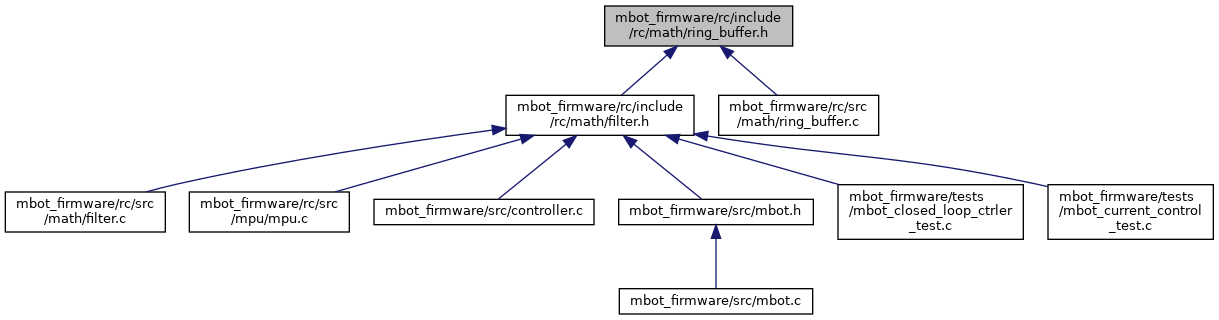 mbot_firmware/rc/include
/rc/math/ring_buffer.h
mbot_firmware/rc/include
/rc/math/filter.h
mbot_firmware/rc/src
/math/ring_buffer.c
mbot_firmware/rc/src
/math/filter.c
mbot_firmware/rc/src
/mpu/mpu.c
mbot_firmware/src/controller.c
mbot_firmware/src/mbot.h
mbot_firmware/tests
/mbot_closed_loop_ctrler
_test.c
mbot_firmware/tests
/mbot_current_control
_test.c
mbot_firmware/src/mbot.c